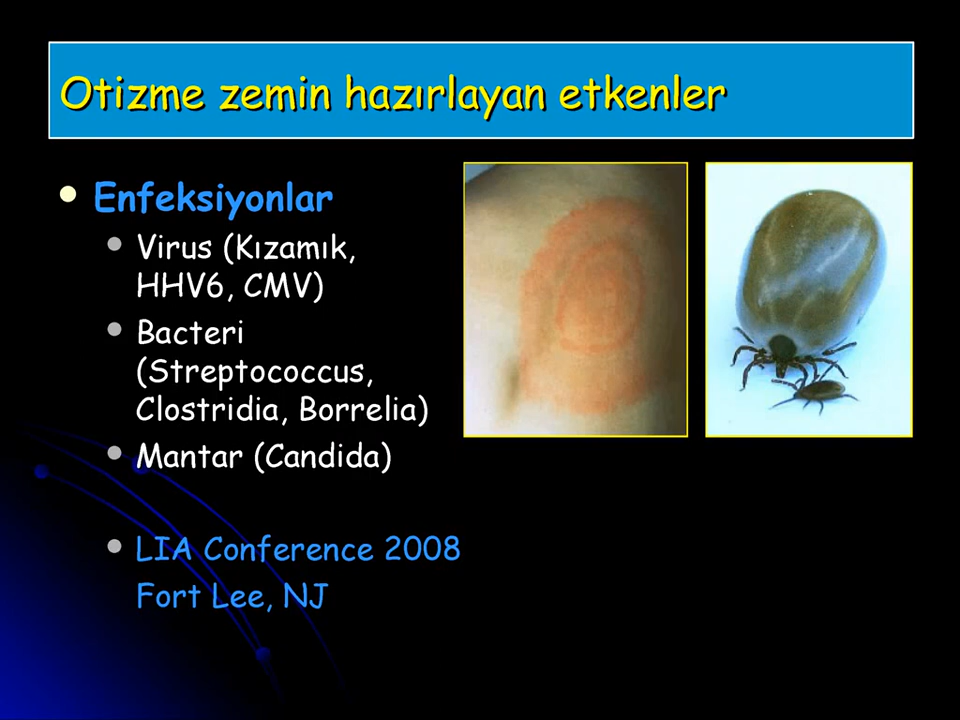 Otizme zemin hazırlayan etkenler
Enfeksiyonlar
Virus (Kızamık,
HHV6, CMV)
Bacteri
(Streptococcus,
Clostridia, Borrelia)
Mantar (Candida)
LIA Conference 2008
Fort Lee, NJ